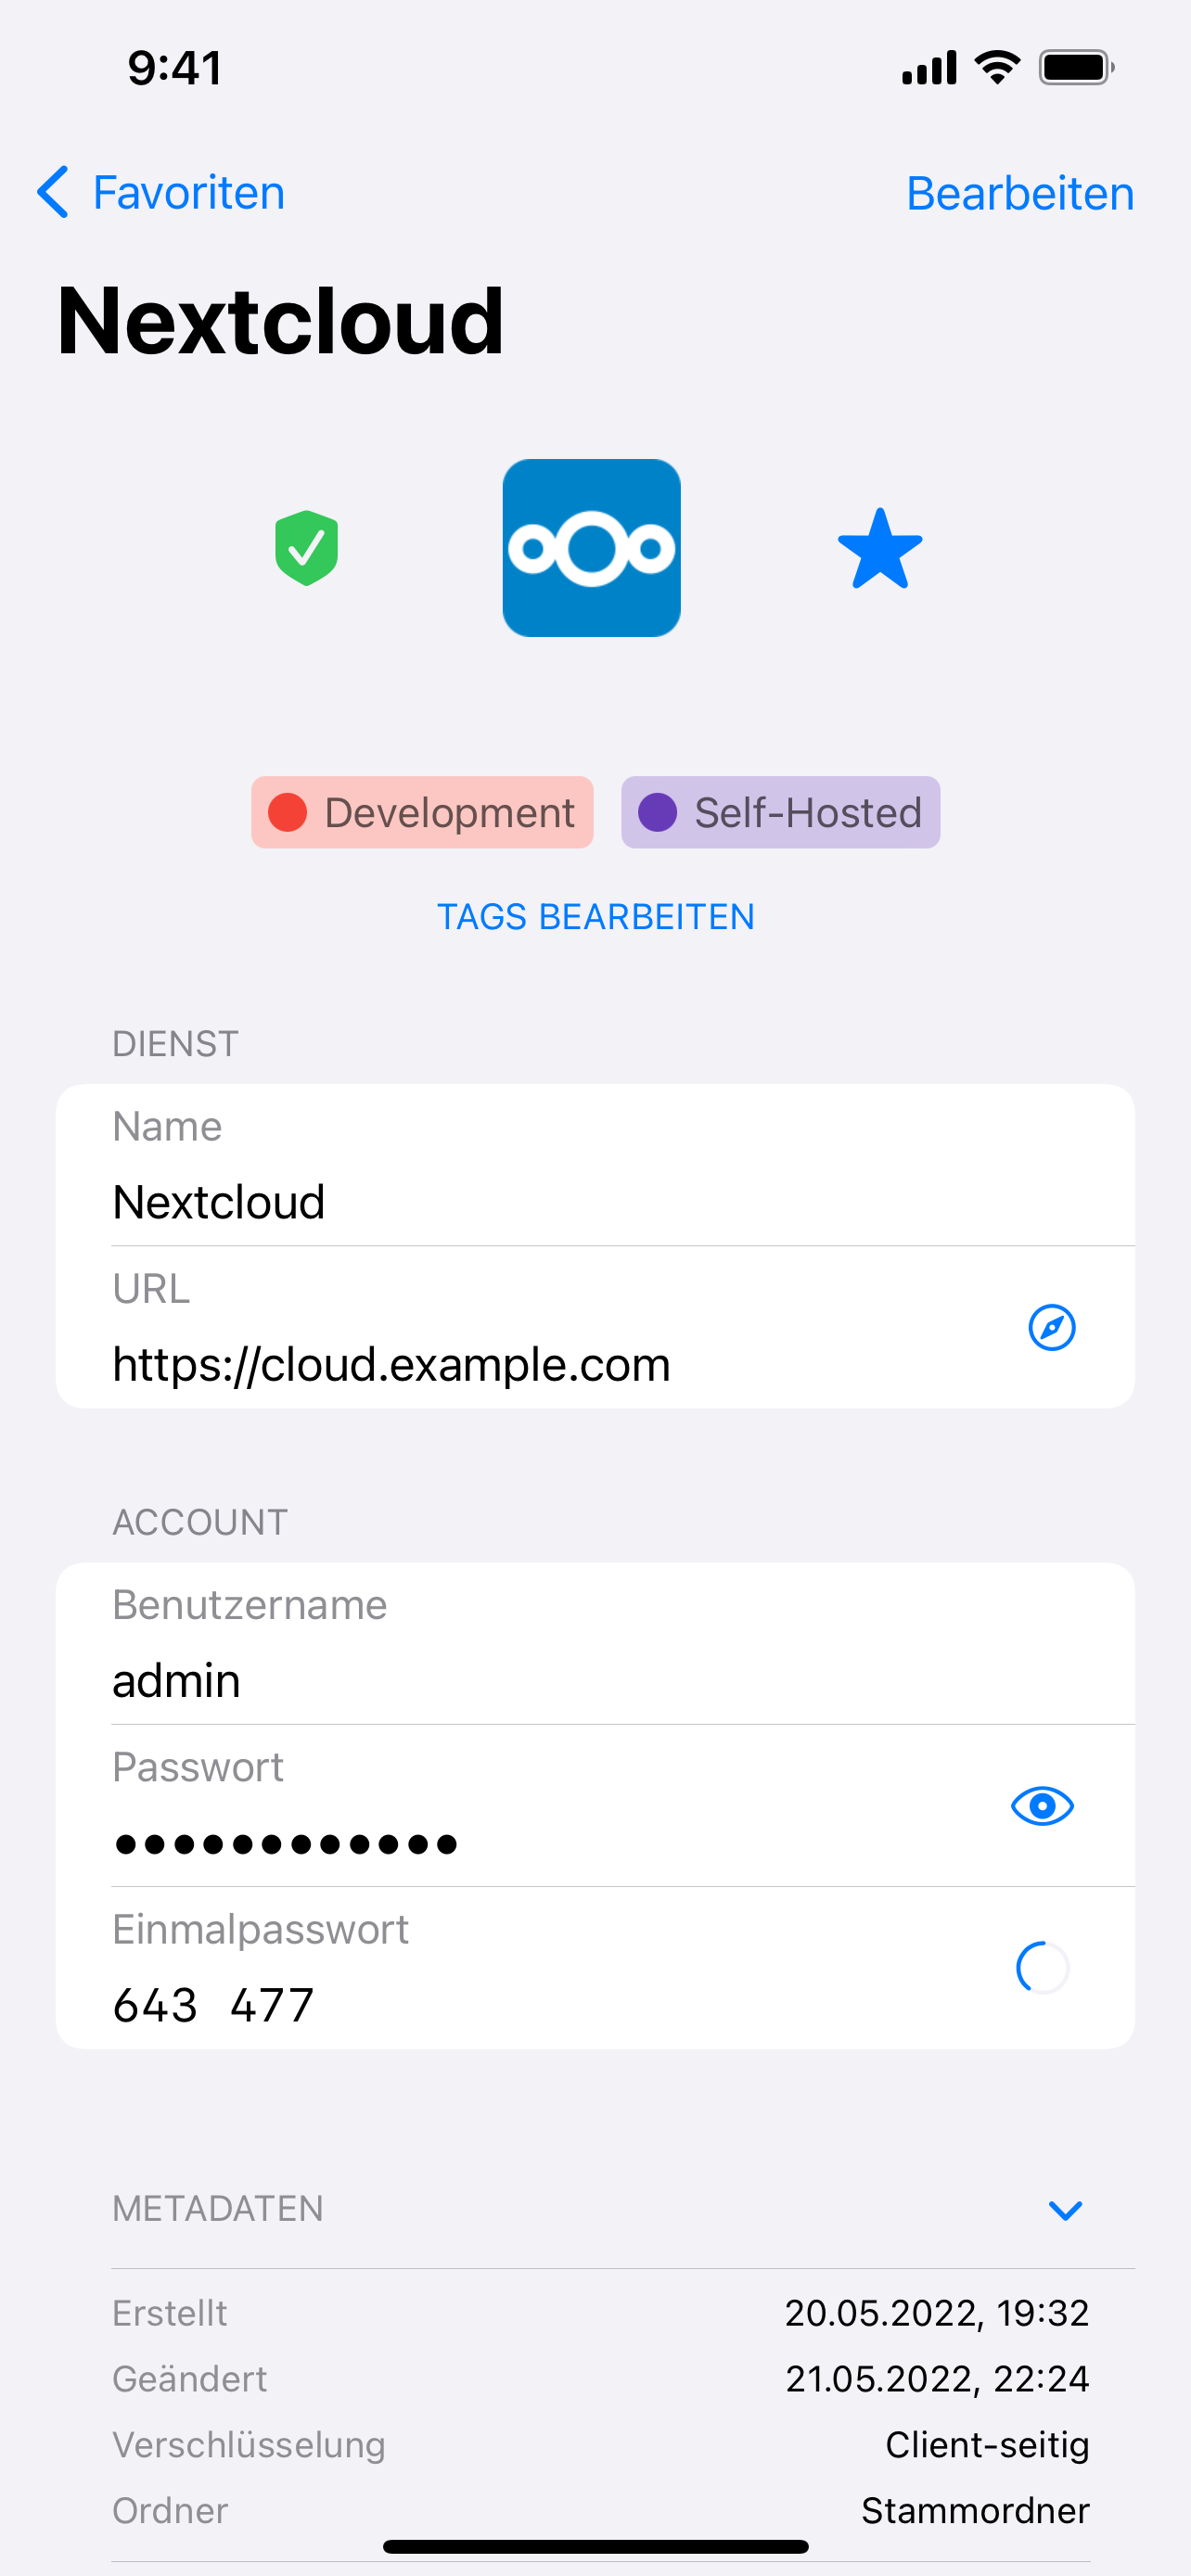 9:41
Favoriten
Bearbeiten
Nextcloud
Development
Self-Hosted
TAGS BEARBEITEN
DIENST
Name
Nextcloud
URL
https://cloud.example.com
ACCOUNT
Benutzername
admin
Passwort
●●●●●●●●●●●●
Einmalpasswort
643 477
METADATEN
Erstellt 20.05.2022, 19:32
Geändert 21.05.2022, 22:24
Verschlüsselung Client-seitig
Ordner Stammordner